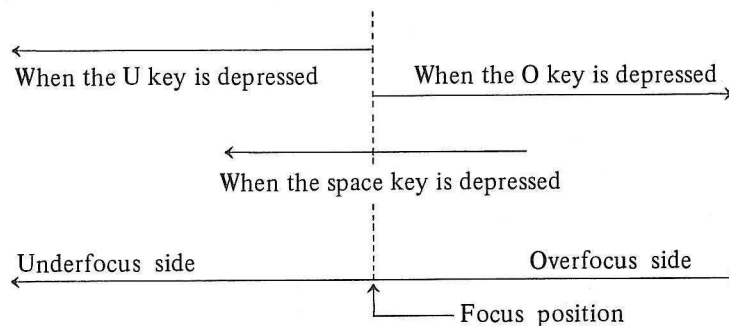 When the U key is depressed
When the O key is depressed
When the space key is depressed
Underfocus side
Overfocus side
Focus position